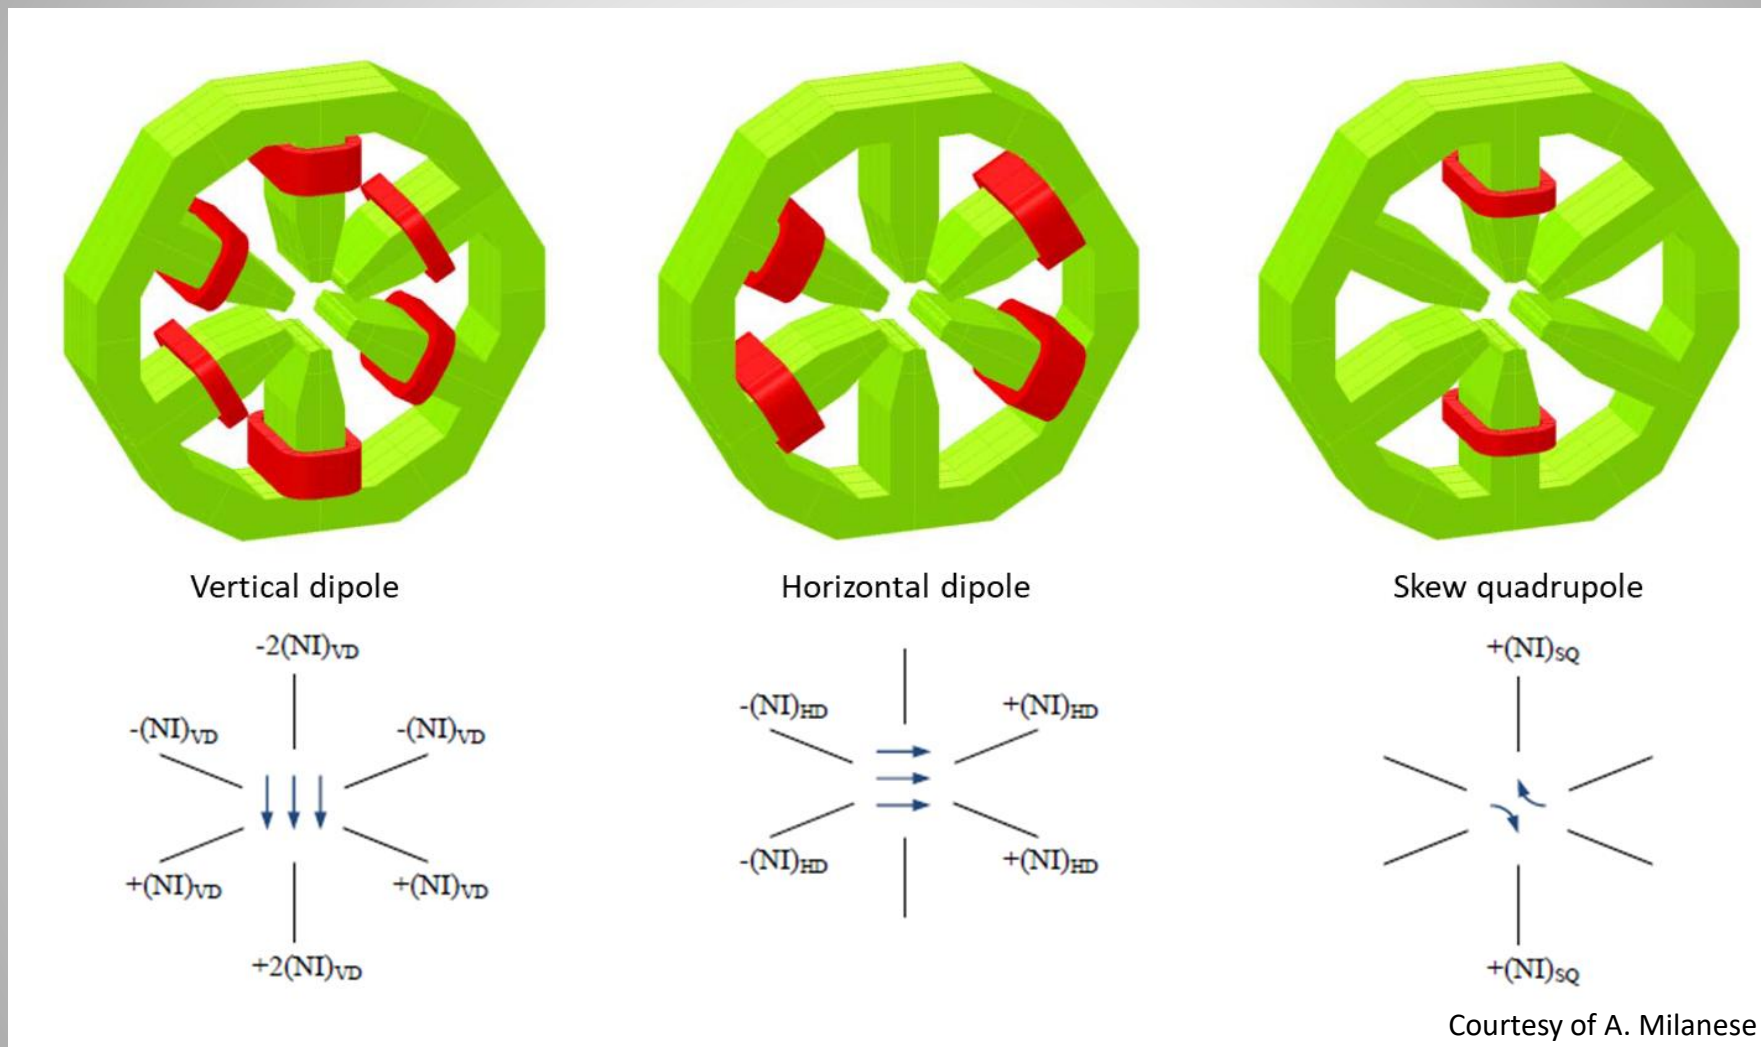 Vertical dipole
Horizontal dipole
Skew quadrupole
-2(NI)VD
-(NI)VD
-(NI)VD
+(NI)VD
+(NI)VD
+2(NI)VD
-(NI)HD
+(NI)HD
-(NI)HD
+(NI)HD
+(NI)SQ
+(NI)SQ
Courtesy of A. Milanese